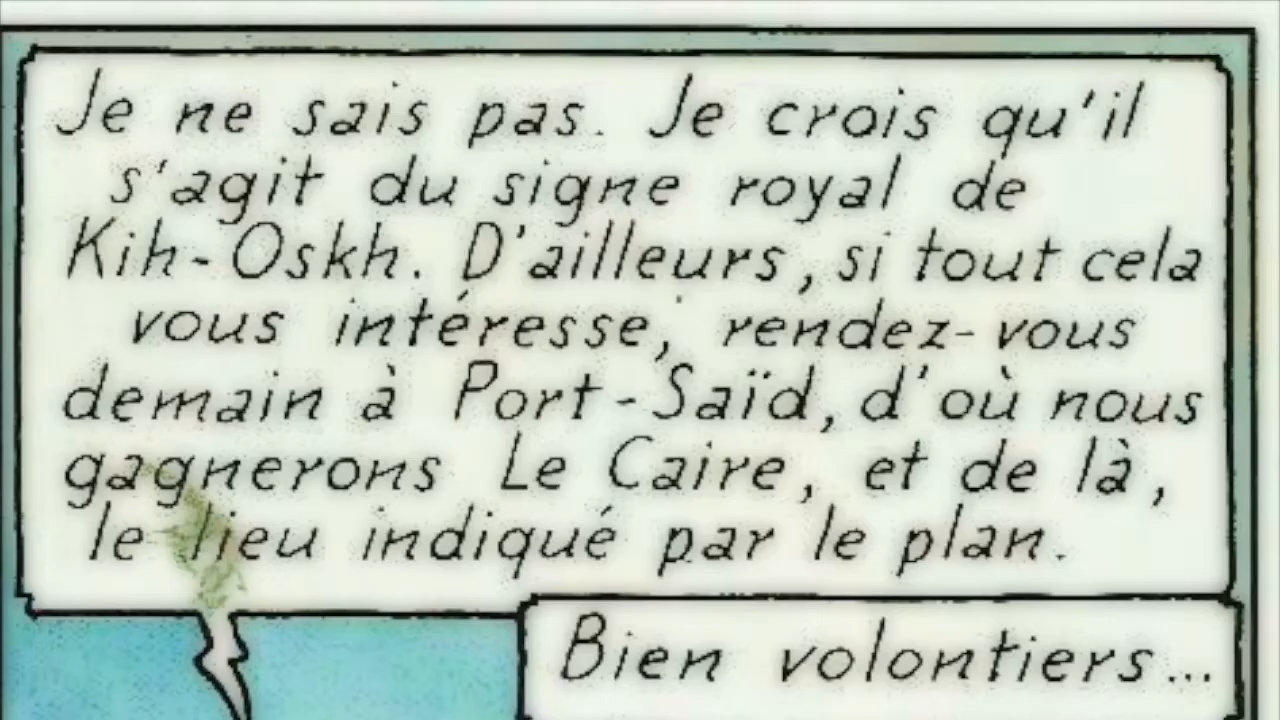 Je ne sais pas. Je crois qu'il
s'agit du signe royal de
Kih-Oskh. D'ailleurs, si tout cela
vous intéresse, rendez-vous
demain à Port-Saïd, d'où nous
gagnerons Le Caire, et de là,
le lieu indiqué par le plan.
Bien volontiers...